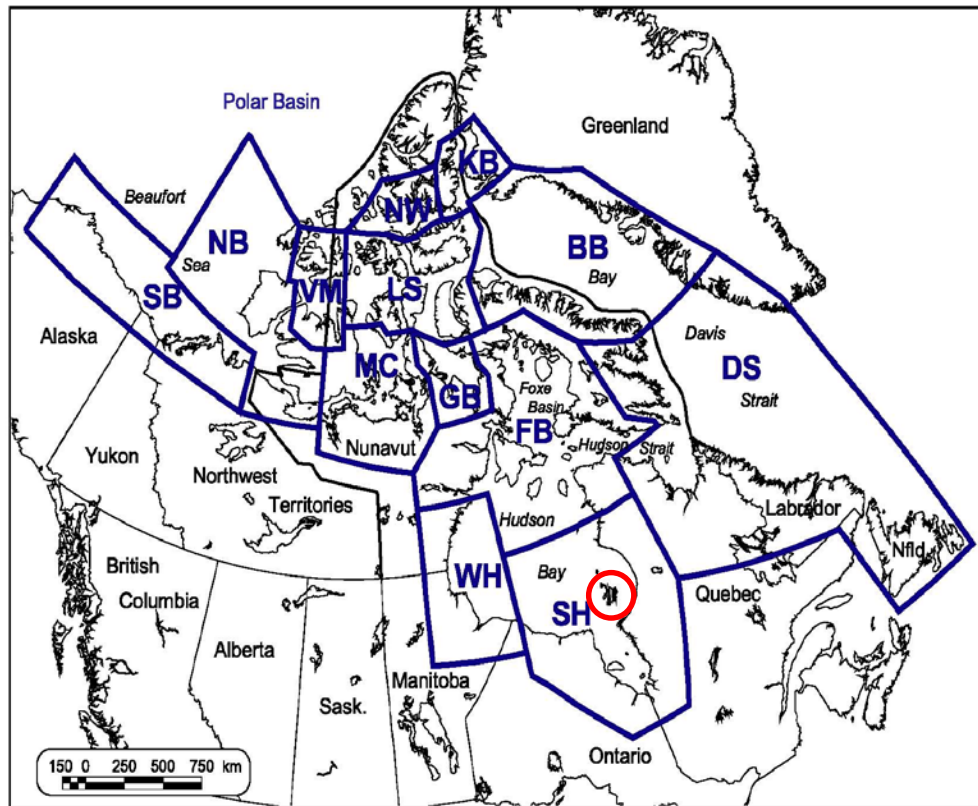 Polar Basin
Greenland
KB
Beaufort
NW
NB
BB
Sea
Bay
VM
LS
SB
Alaska
Davis
MC
DS
Foxe
GB
Basin
Strait
FB
Yukon
Nunavut
Hudson
Strait
Northwest
Territories
Labrador
Hudson
Nfld
British
Bay
WH
Columbia
Quebec
SH
Alberta
Manitoba
Sask.
Ontario
150 0 250 500 750 km